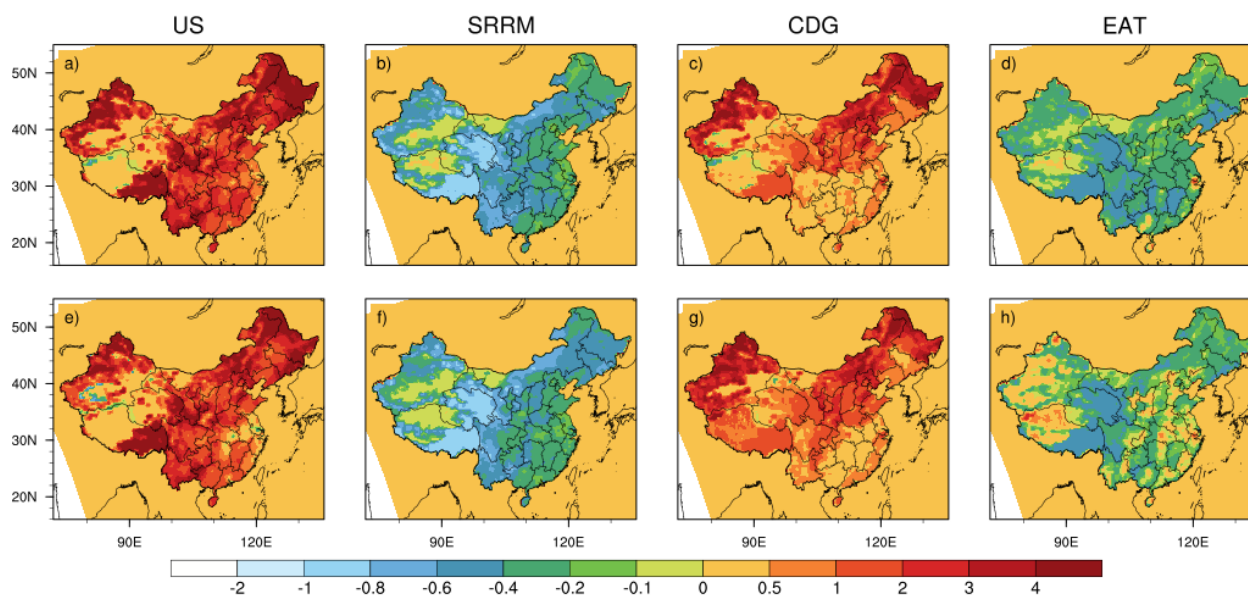 US SRRM CDG EAT
a) b) c) d)
50N
40N
30N
20N
e) f) g) h)
50N
40N
30N
20N
90E 120E 90E 120E 90E 120E 90E 120E
-2 -1 -0.8 -0.6 -0.4 -0.2 -0.1 0 0.5 1 2 3 4